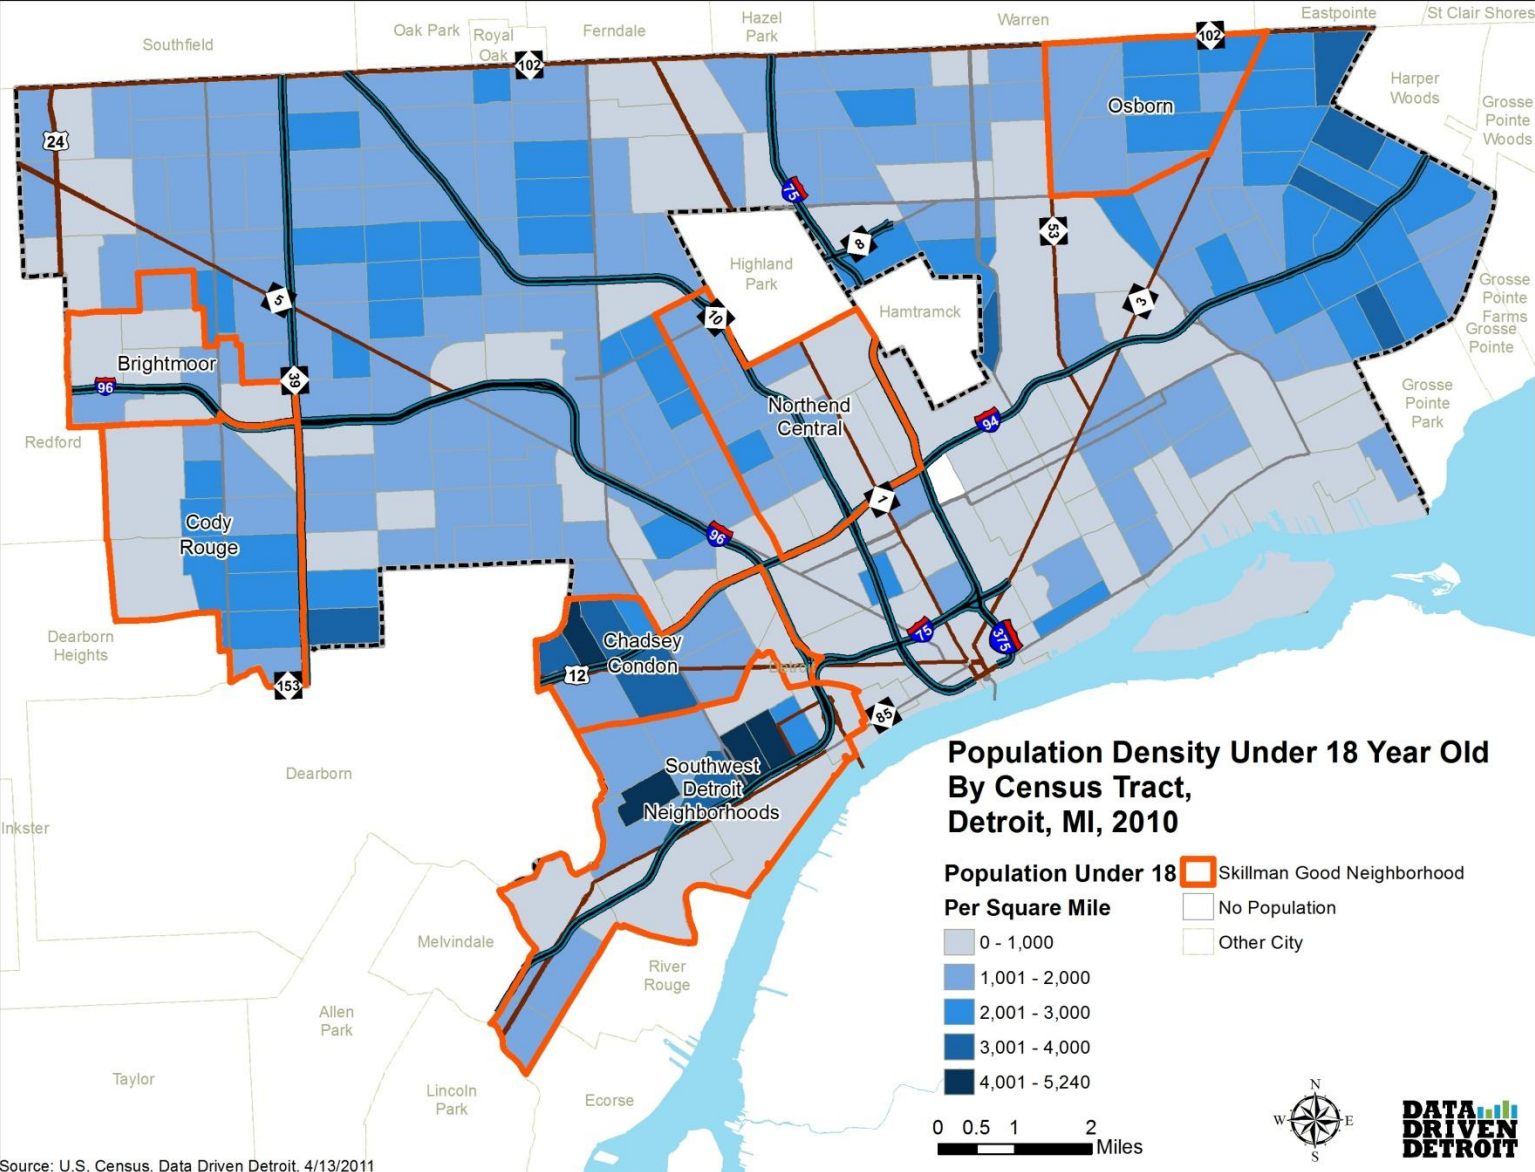 Southfield
Oak Park
Royal
Oak
Ferndale
Hazel
Park
Warren
Eastpointe
St Clair Shores
102
102
Harper
Woods
Grosse
Pointe
Woods
Osborn
24
75
53
8
Highland
Park
Hamtramck
5
10
3
Grosse
Pointe
Farms
Grosse
Pointe
Brightmoor
96
39
Northend
Central
94
Grosse
Pointe
Park
Redford
1
Cody
Rouge
96
Dearborn
Heights
Chadsey
Condon
12
Detroit
75
375
153
85
Dearborn
Southwest
Detroit
Neighborhoods
Inkster
Melvindale
River
Rouge
Allen
Park
Taylor
Lincoln
Park
Ecorse
Population Density Under 18 Year Old
By Census Tract,
Detroit, MI, 2010
Population Under 18
Per Square Mile
0 - 1,000
1,001 - 2,000
2,001 - 3,000
3,001 - 4,000
4,001 - 5,240
Skillman Good Neighborhood
No Population
Other City
0 0.5 1 2
Miles
N
W E
S
DATA
DRIVEN
DETROIT
Source: U.S. Census. Data Driven Detroit. 4/13/2011